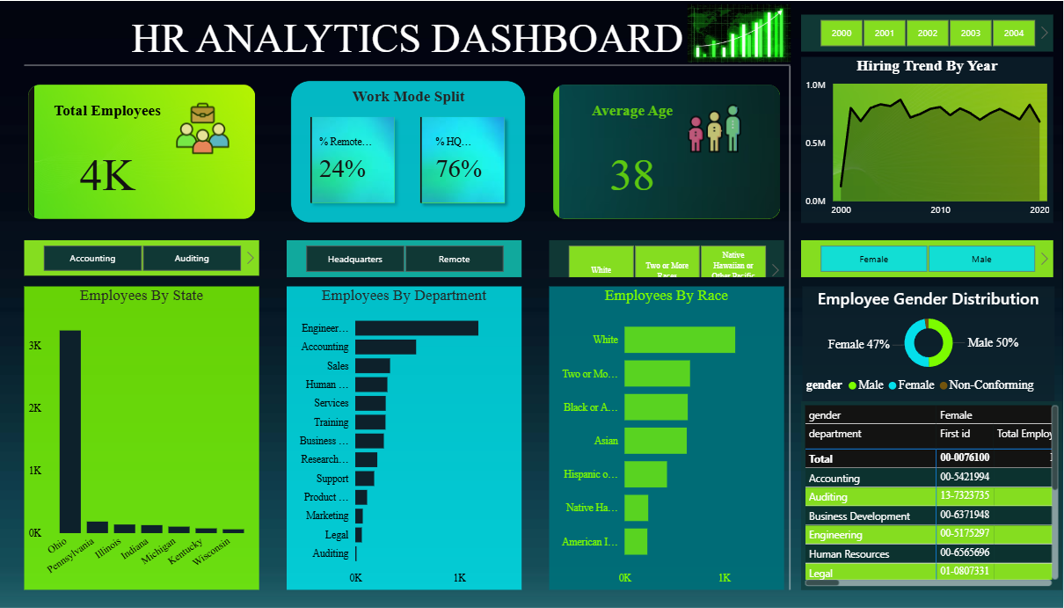 HR ANALYTICS DASHBOARD
2000 2001 2002 2003 2004
Total Employees
4K
Work Mode Split
% Remote...
24%
% HQ...
76%
Average Age
38
Hiring Trend By Year
1.0M
0.5M
0.0M
2000 2010 2020
Accounting Auditing
Headquarters Remote
White
Two or More
Races
Native
Hawaiian or
Other Pacific
Female Male
Employees By State
3K
2K
1K
0K
Ohio
Pennsylvania
Illinois
Indiana
Michigan
Kentucky
Wisconsin
Employees By Department
Engineer...
Accounting
Sales
Human ...
Services
Training
Business ...
Research...
Support
Product ...
Marketing
Legal
Auditing
0K 1K
Employees By Race
White
Two or Mo...
Black or A...
Asian
Hispanic o...
Native Ha...
American I...
0K 1K
Employee Gender Distribution
Female 47%
Male 50%
gender Male Female Non-Conforming
gender Female
department First id Total Employ
Total 00-0076100
Accounting 00-5421994
Auditing 13-7323735
Business Development 00-6371948
Engineering 00-5175297
Human Resources 00-6565696
Legal 01-0807331